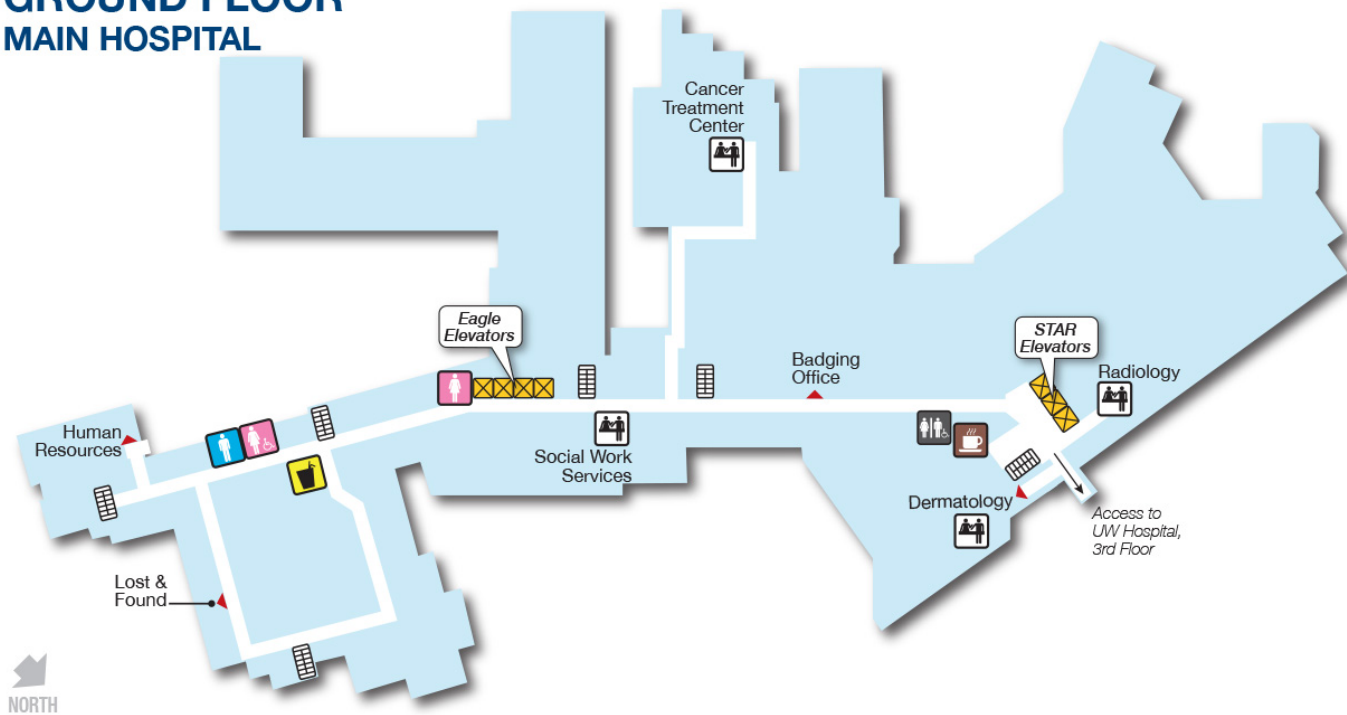 GROUND FLOOR
MAIN HOSPITAL
Cancer
Treatment
Center
Eagle
Elevators
STAR
Elevators
Badging
Office
Radiology
Human
Resources
Social Work
Services
Dermatology
Access to
UW Hospital,
3rd Floor
Lost &
Found
NORTH